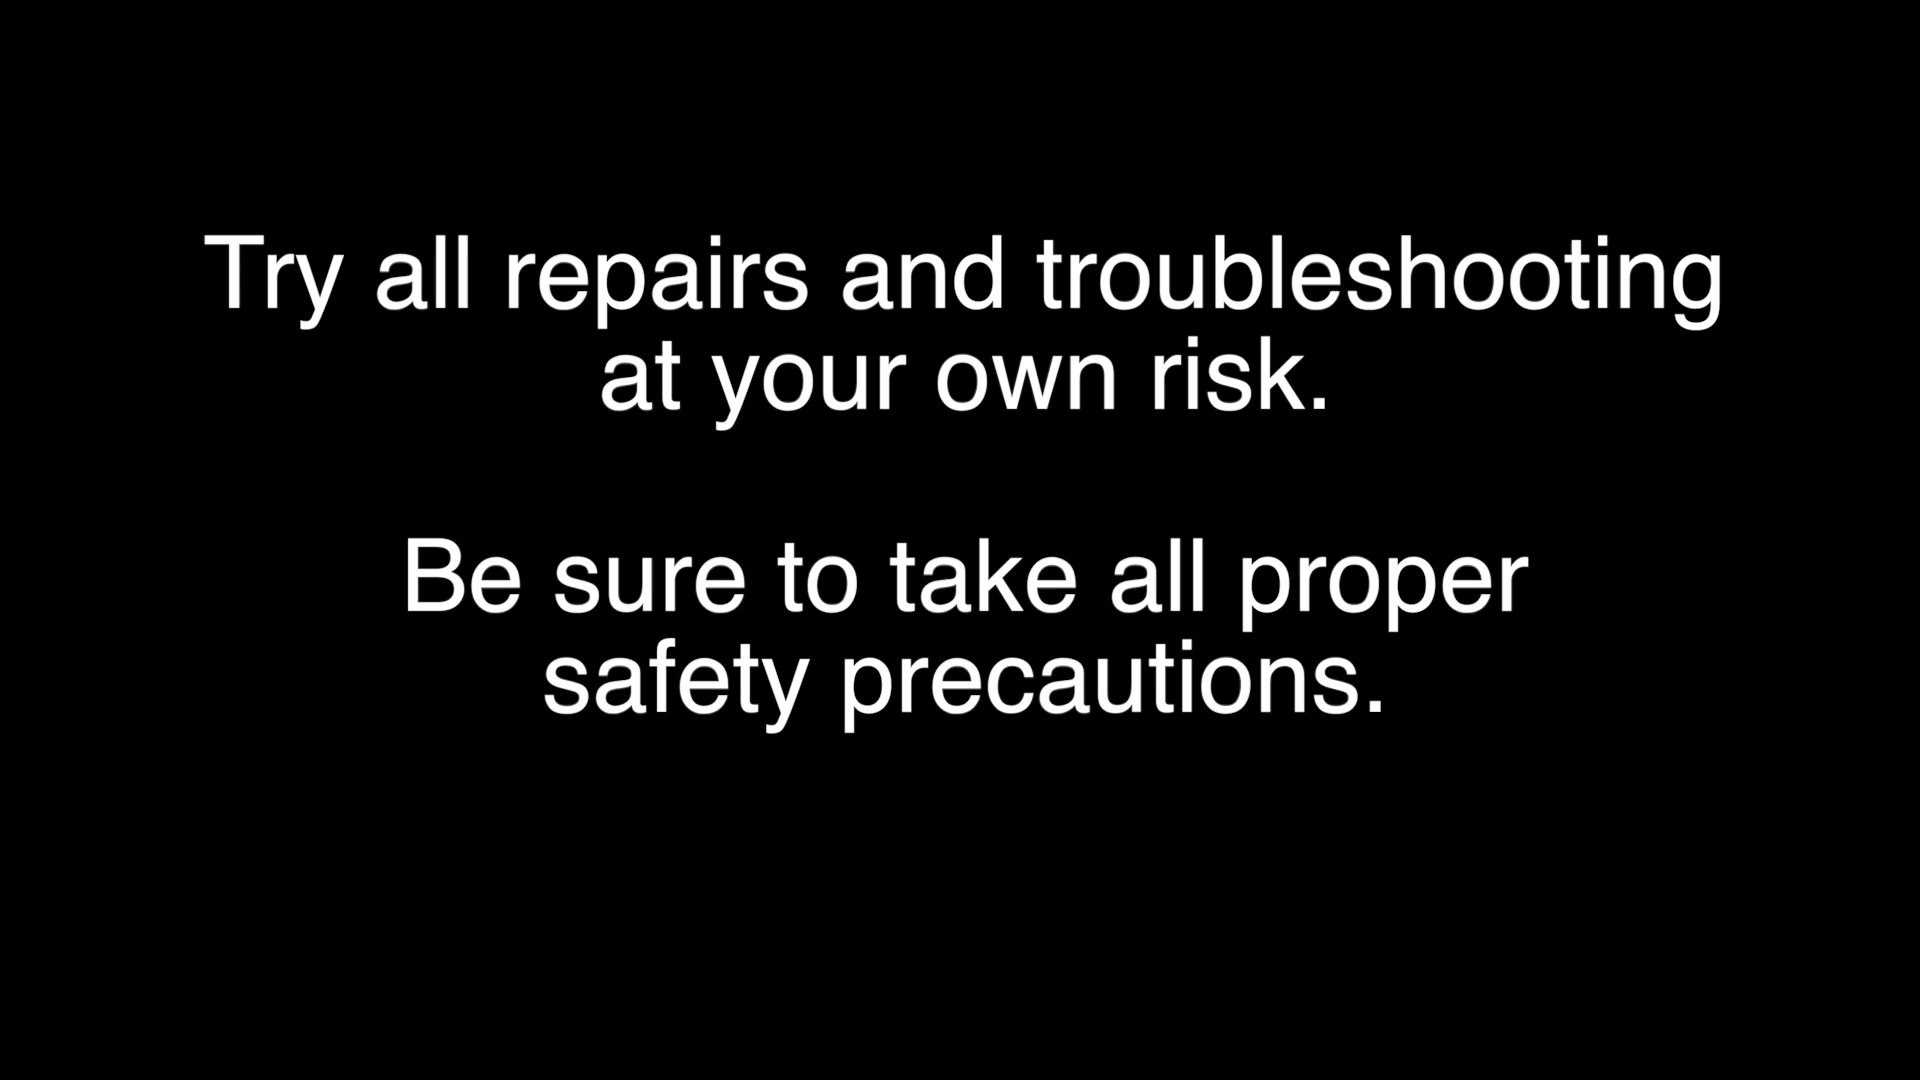 Try all repairs and troubleshooting
at your own risk.
Be sure to take all proper
safety precautions.